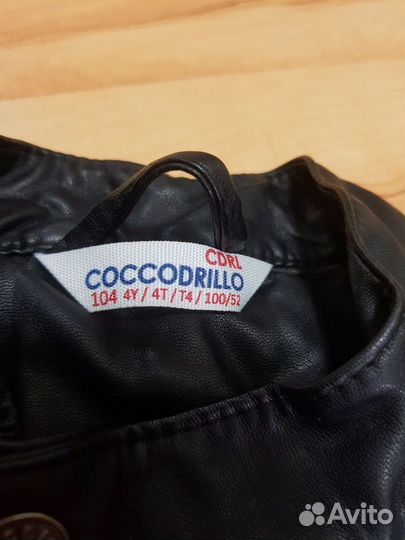 CDRL
COCCODRILLO
104 4Y / 4T / T4 / 100/52
Avito